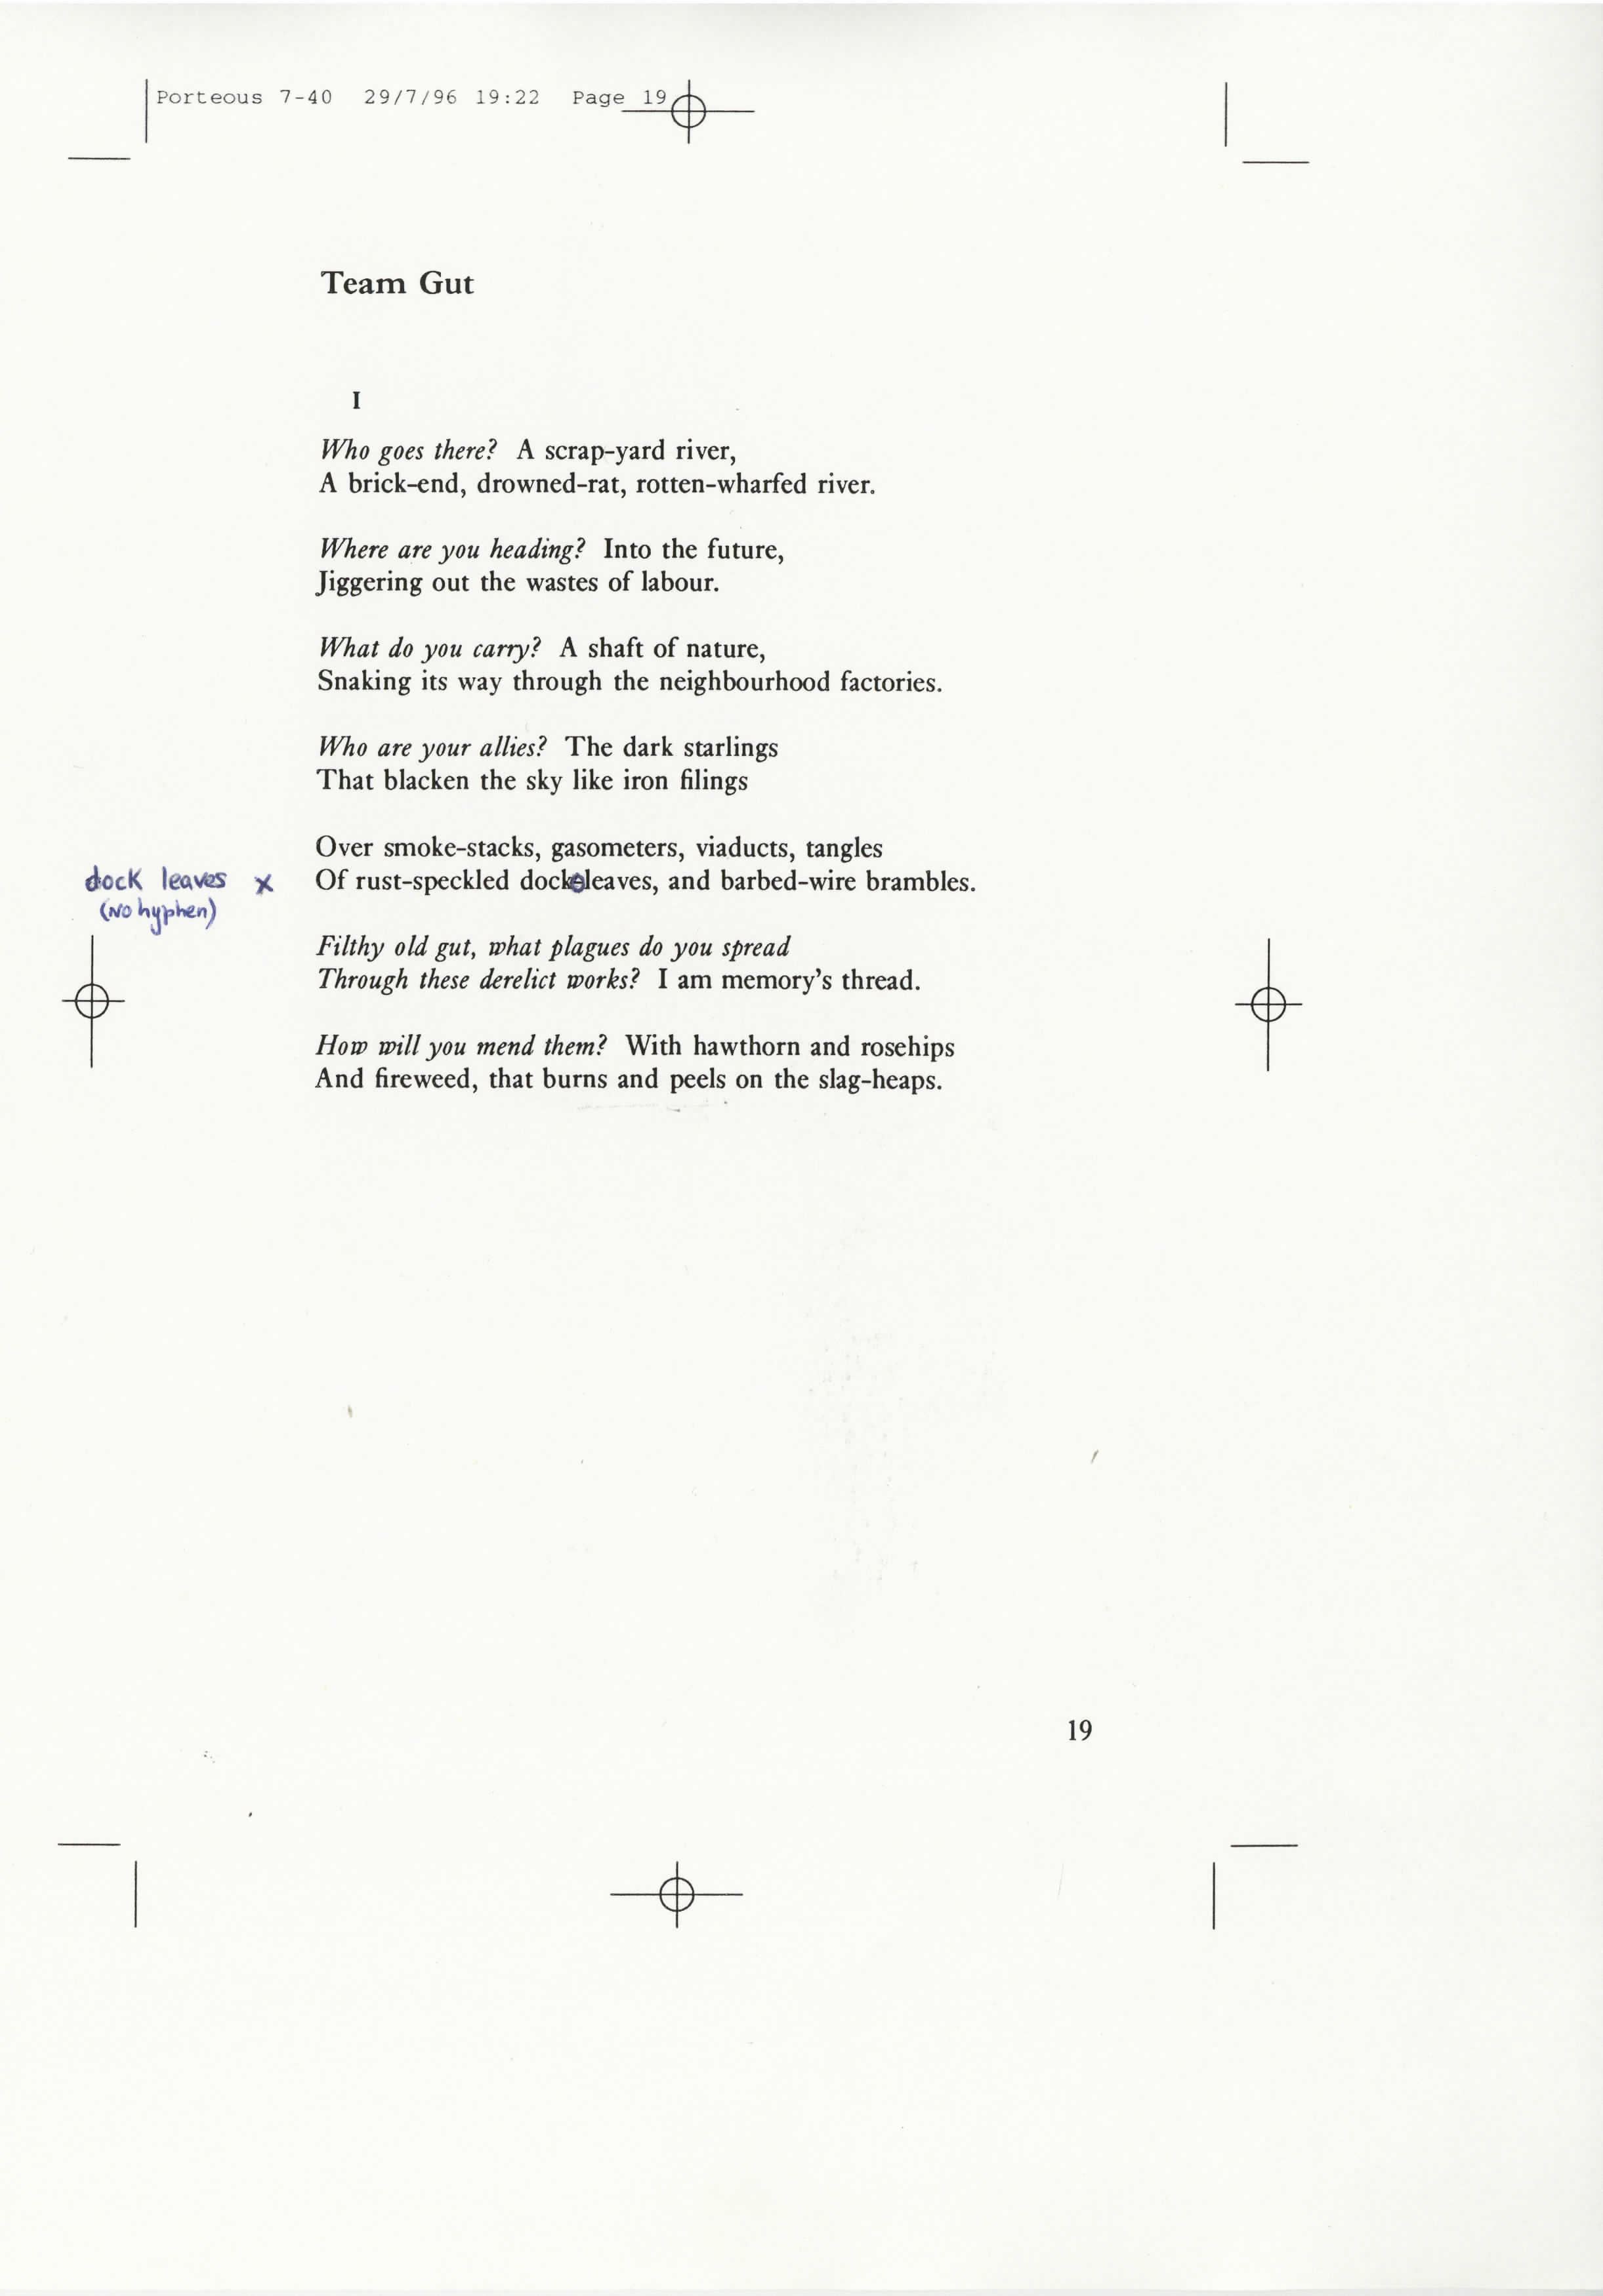 Porteous 7-40 29/7/96 19:22 Page 19
Team Gut
I
Who goes there? A scrap-yard river,
A brick-end, drowned-rat, rotten-wharfed river.
Where are you heading? Into the future,
Jiggering out the wastes of labour.
What do you carry? A shaft of nature,
Snaking its way through the neighbourhood factories.
Who are your allies? The dark starlings
That blacken the sky like iron filings
Over smoke-stacks, gasometers, viaducts, tangles
dock leaves x Of rust-speckled dock-leaves, and barbed-wire brambles.
(No hyphen)
Filthy old gut, what plagues do you spread
Through these derelict works? I am memory's thread.
How will you mend them? With hawthorn and rosehips
And fireweed, that burns and peels on the slag-heaps.
19